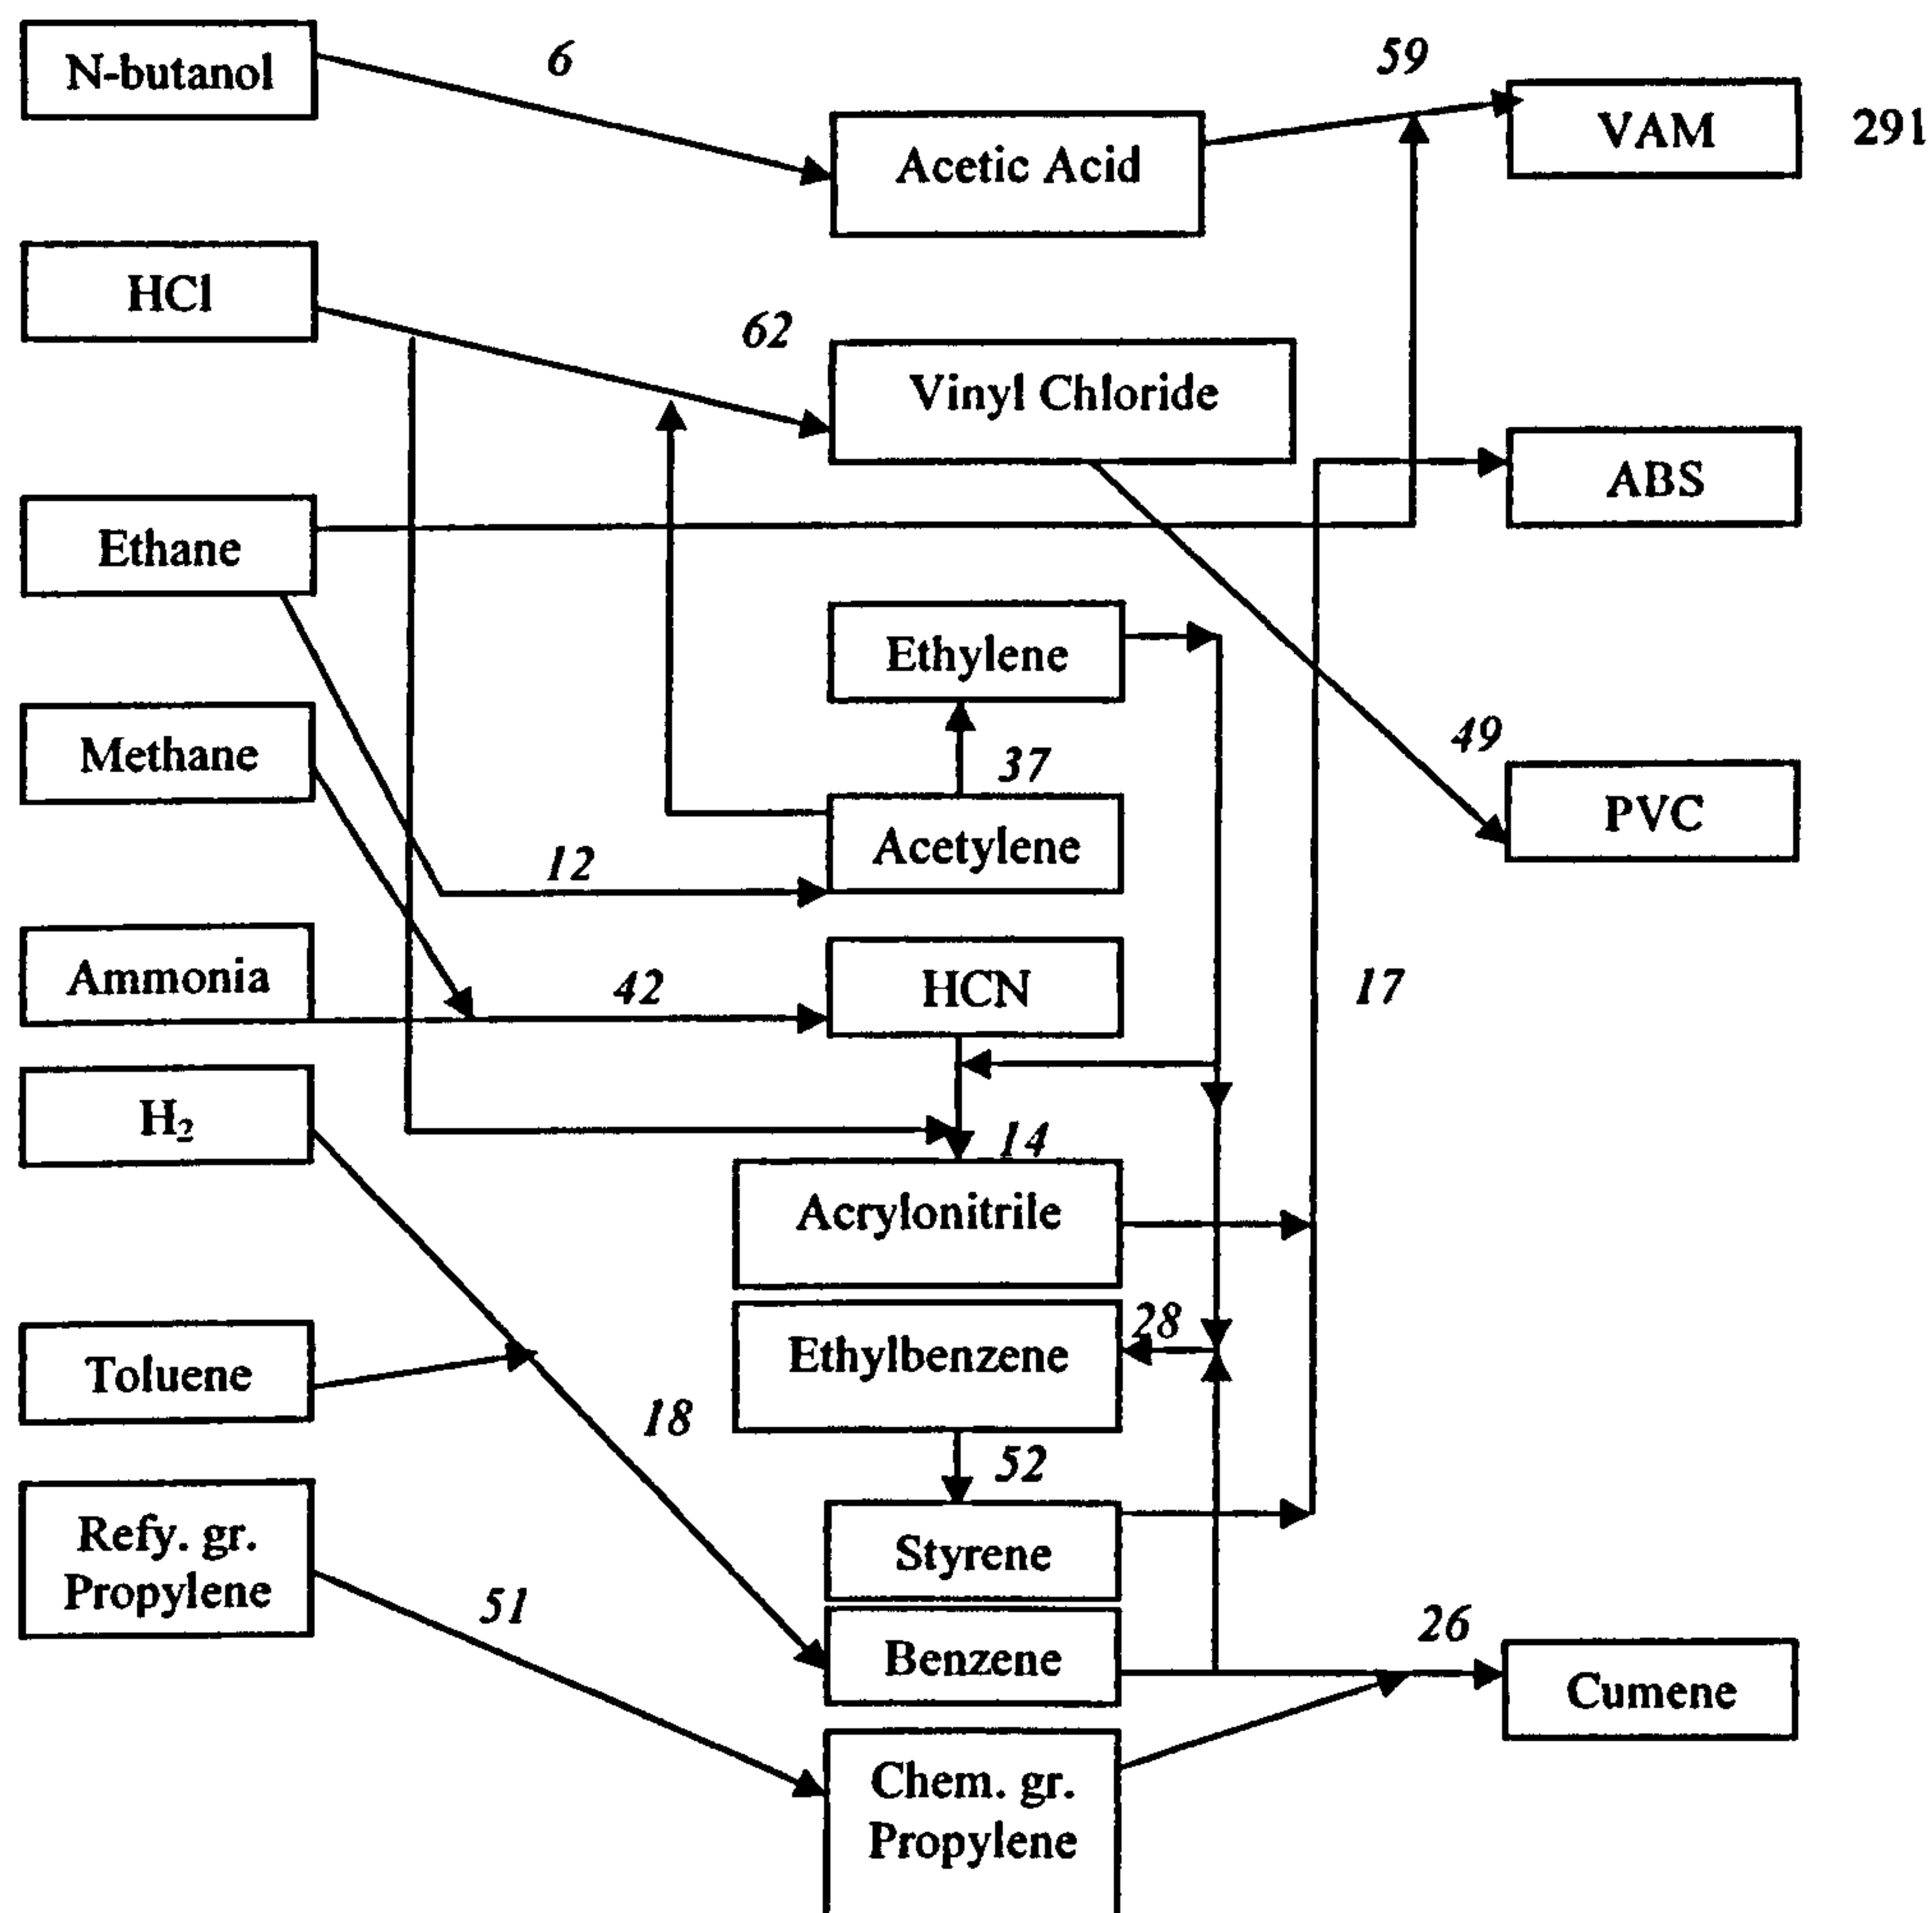 N-butanol
6
59
Acetic Acid
VAM
291
HCl
62
Vinyl Chloride
ABS
Ethane
Ethylene
Methane
37
49
PVC
Acetylene
12
Ammonia
42
HCN
17
H₂
14
Acrylonitrile
28
Ethylbenzene
Toluene
18
52
Refy. gr.
Propylene
51
Styrene
Benzene
26
Cumene
Chem. gr.
Propylene